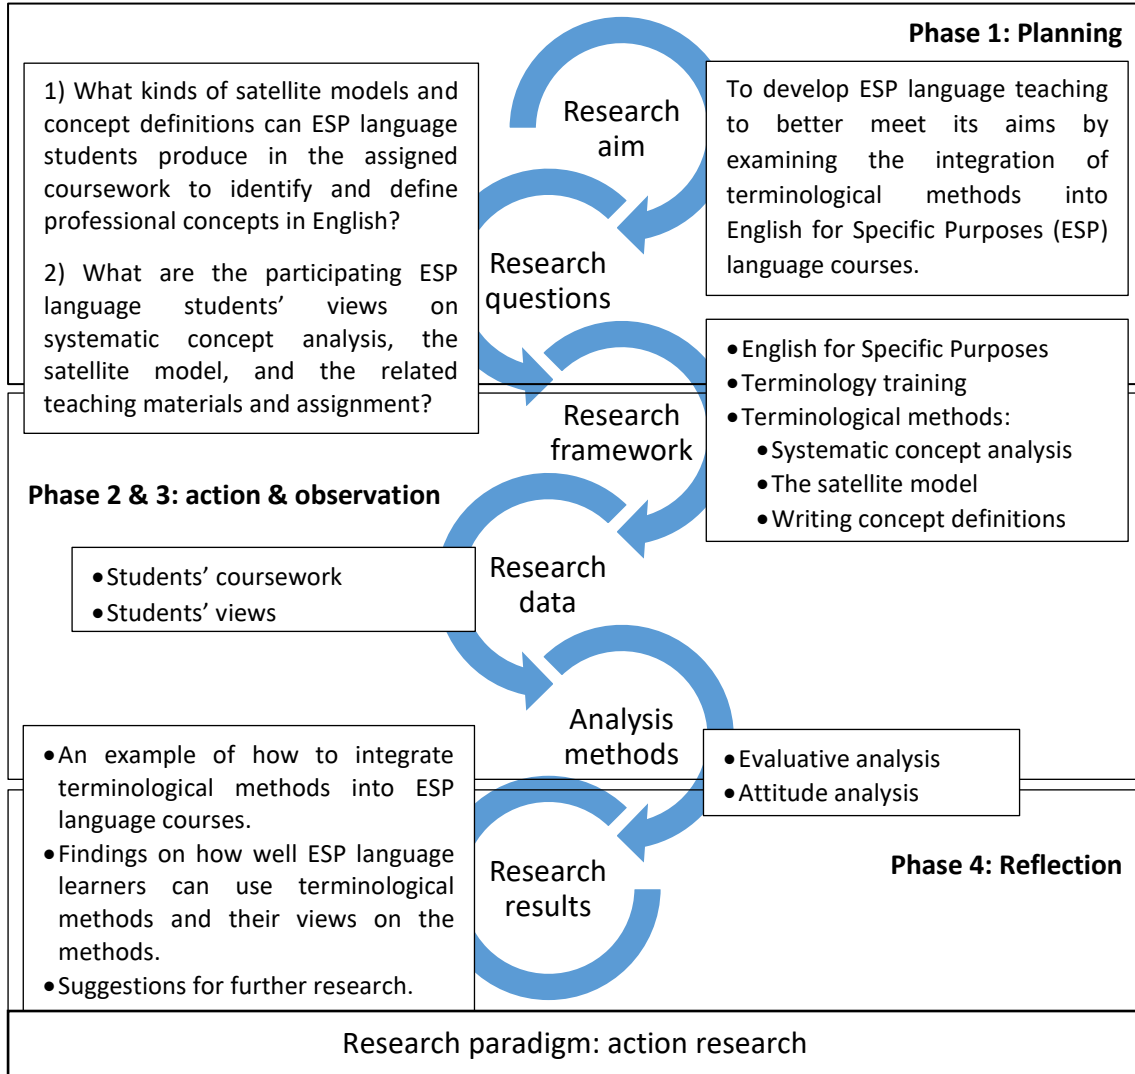 Phase 1: Planning
Research
aim
To develop ESP language teaching
to better meet its aims by
examining the integration of
terminological methods into
English for Specific Purposes (ESP)
language courses.
1) What kinds of satellite models and
concept definitions can ESP language
students produce in the assigned
coursework to identify and define
professional concepts in English?
2) What are the participating ESP
language students’ views on
systematic concept analysis, the
satellite model, and the related
teaching materials and assignment?
Research
questions
Research
framework
•English for Specific Purposes
•Terminology training
•Terminological methods:
•Systematic concept analysis
•The satellite model
•Writing concept definitions
Phase 2 & 3: action & observation
•Students’ coursework
•Students’ views
Research
data
Analysis
methods
•Evaluative analysis
•Attitude analysis
•An example of how to integrate
terminological methods into ESP
language courses.
•Findings on how well ESP language
learners can use terminological
methods and their views on the
methods.
•Suggestions for further research.
Research
results
Phase 4: Reflection
Research paradigm: action research